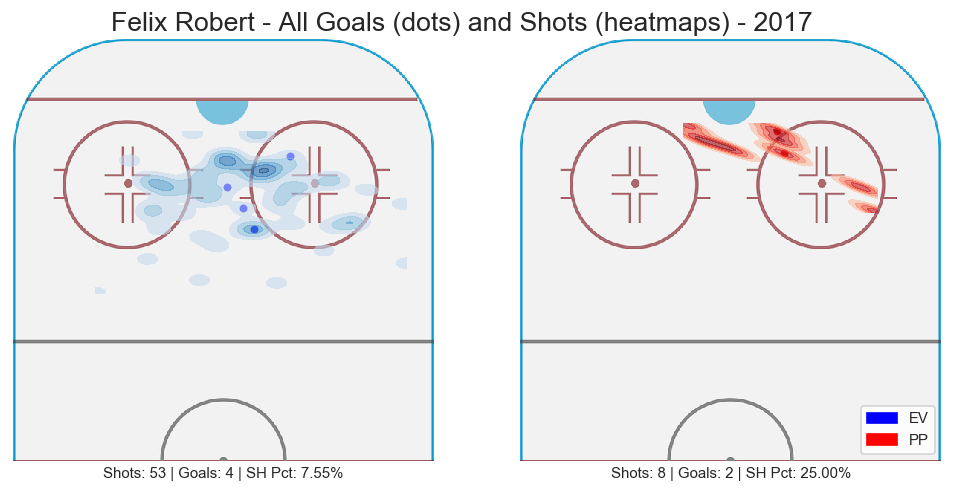 Felix Robert - All Goals (dots) and Shots (heatmaps) - 2017
EV
PP
Shots: 53 | Goals: 4 | SH Pct: 7.55%
Shots: 8 | Goals: 2 | SH Pct: 25.00%